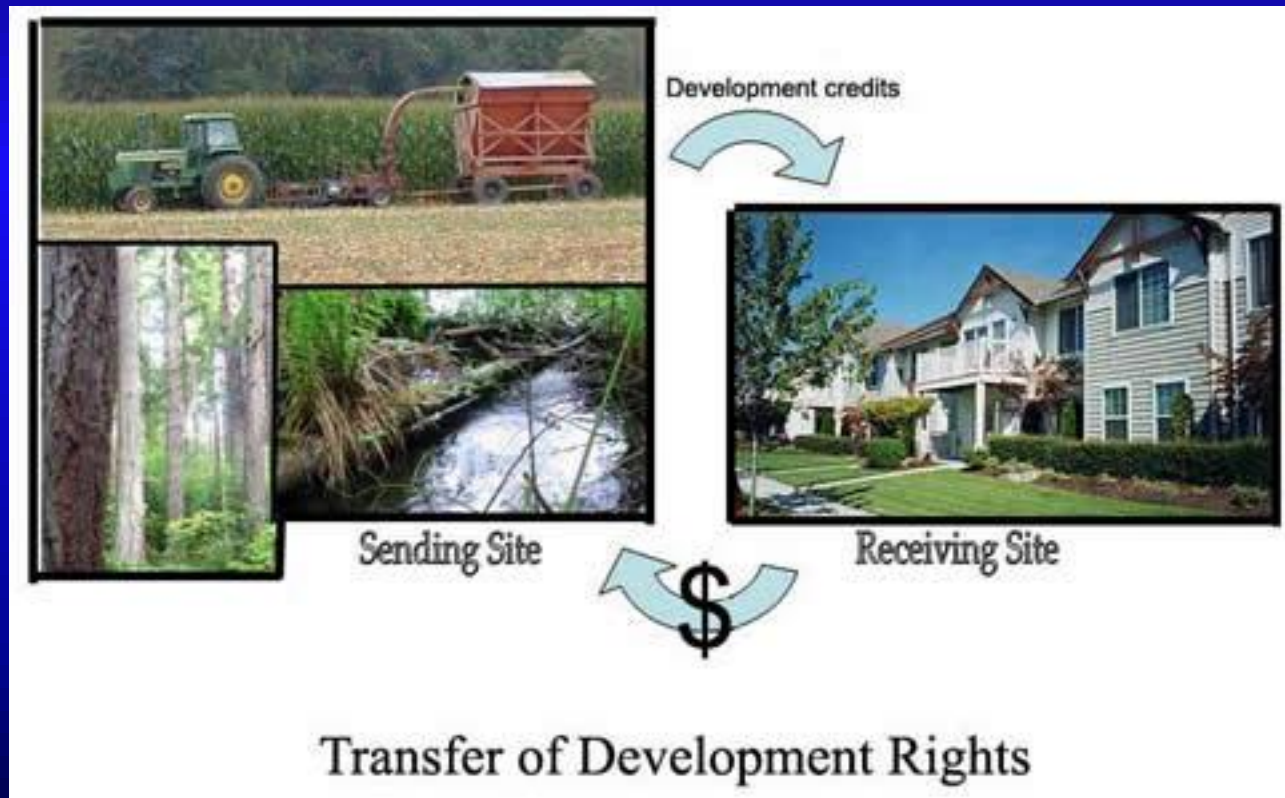 Development credits
Sending Site
Receiving Site
$
Transfer of Development Rights